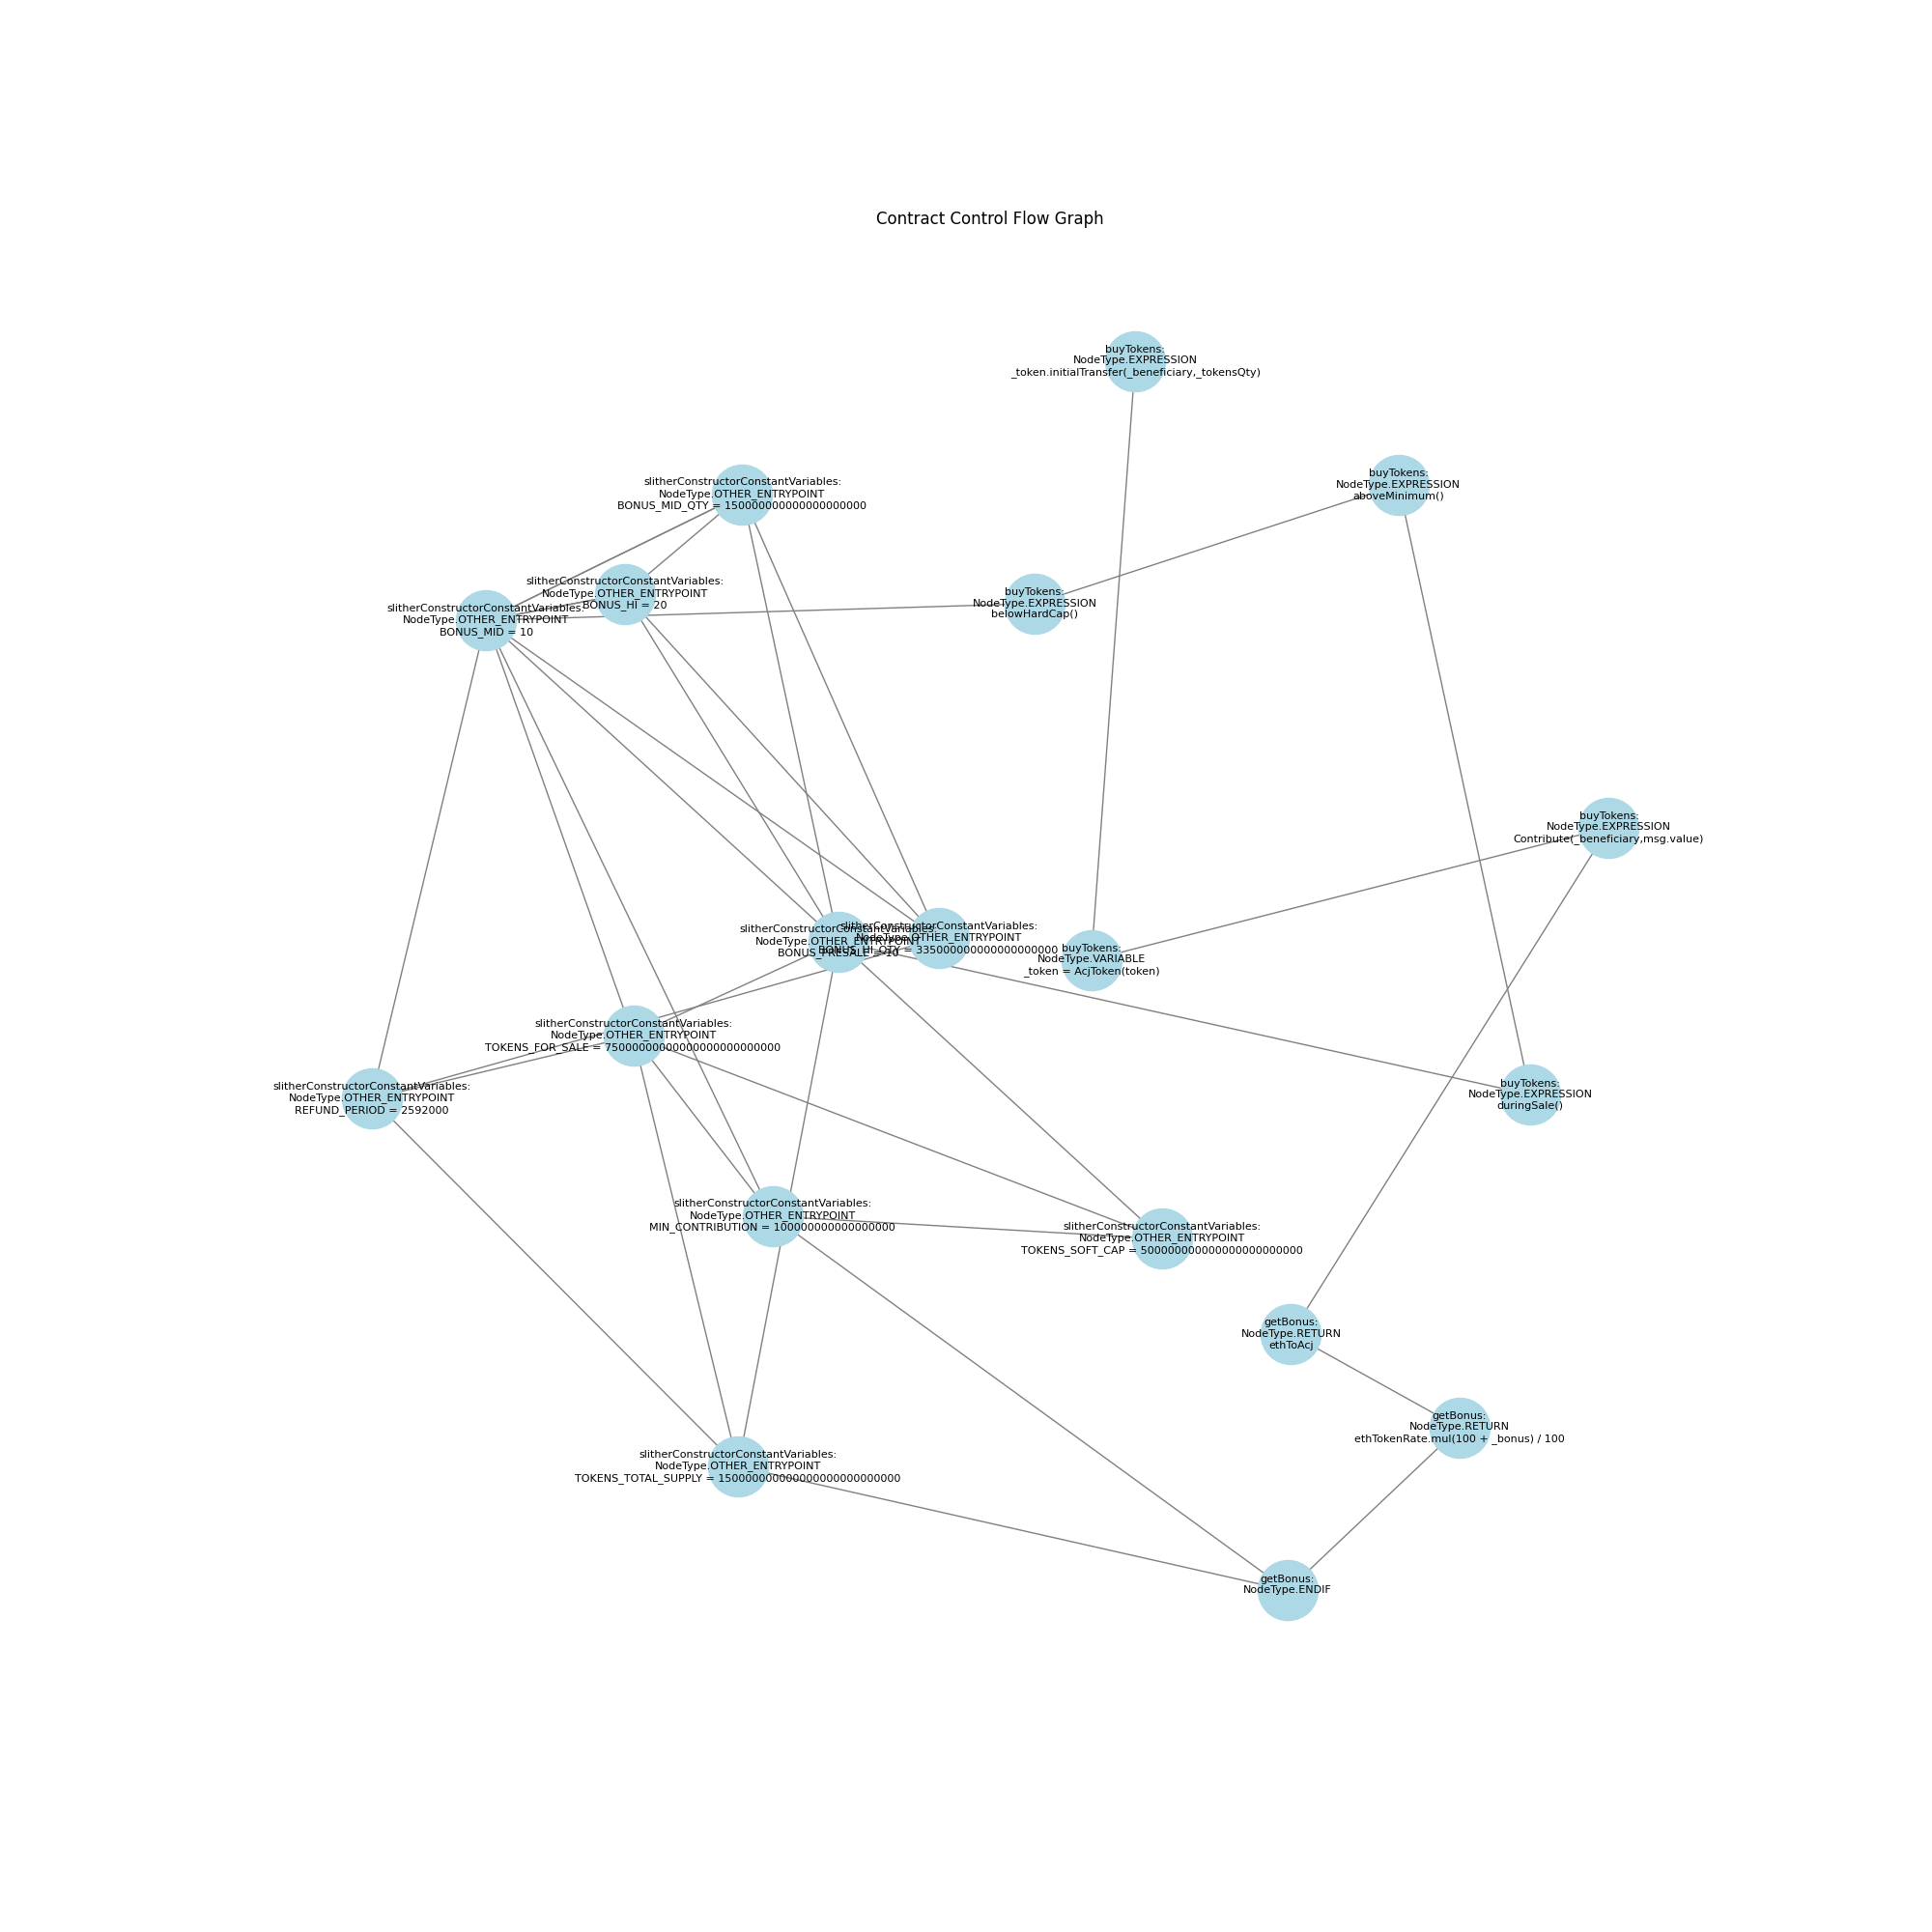 Contract Control Flow Graph
buyTokens:
NodeType.EXPRESSION
_token.initialTransfer(_beneficiary,_tokensQty)
buyTokens:
NodeType.EXPRESSION
aboveMinimum()
slitherConstructorConstantVariables:
NodeType.OTHER_ENTRYPOINT
BONUS_MID_QTY = 150000000000000000000
slitherConstructorConstantVariables:
NodeType.OTHER_ENTRYPOINT
BONUS_HI = 20
buyTokens:
NodeType.EXPRESSION
belowHardCap()
slitherConstructorConstantVariables:
NodeType.OTHER_ENTRYPOINT
BONUS_MID = 10
buyTokens:
NodeType.EXPRESSION
Contribute(_beneficiary,msg.value)
slitherConstructorConstantVariables:
NodeType.OTHER_ENTRYPOINT
BONUS_PRESALE = 10
slitherConstructorConstantVariables:
NodeType.OTHER_ENTRYPOINT
BONUS_HI_QTY = 335000000000000000000
buyTokens:
NodeType.VARIABLE
_token = AcjToken(token)
slitherConstructorConstantVariables:
NodeType.OTHER_ENTRYPOINT
TOKENS_FOR_SALE =
slitherConstructorConstantVariables:
NodeType.OTHER_ENTRYPOINT
REFUND_PERIOD = 2592000
buyTokens:
NodeType.EXPRESSION
duringSale()
slitherConstructorConstantVariables:
NodeType.OTHER_ENTRYPOINT
MIN_CONTRIBUTION = 100000000000000000
slitherConstructorConstantVariables:
NodeType.OTHER_ENTRYPOINT
TOKENS_SOFT_CAP =
getBonus:
NodeType.RETURN
ethToAcj
getBonus:
NodeType.RETURN
ethTokenRate.mul(100 + _bonus) / 100
slitherConstructorConstantVariables:
NodeType.OTHER_ENTRYPOINT
TOKENS_TOTAL_SUPPLY =
getBonus:
NodeType.ENDIF